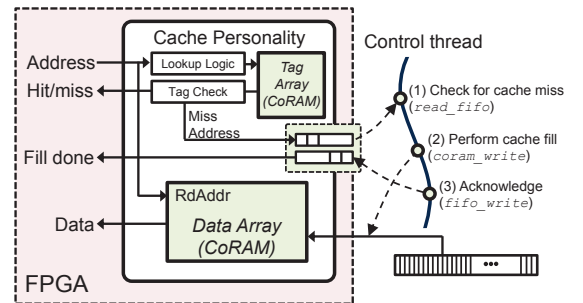 Cache Personality
Control thread
Address
Lookup Logic
Tag
Array
(CoRAM)
Hit/miss
Tag Check
Miss
Address
(1) Check for cache miss
(read_fifo)
(2) Perform cache fill
(coram_write)
Fill done
(3) Acknowledge
(fifo_write)
RdAddr
Data Array
(CoRAM)
Data
FPGA